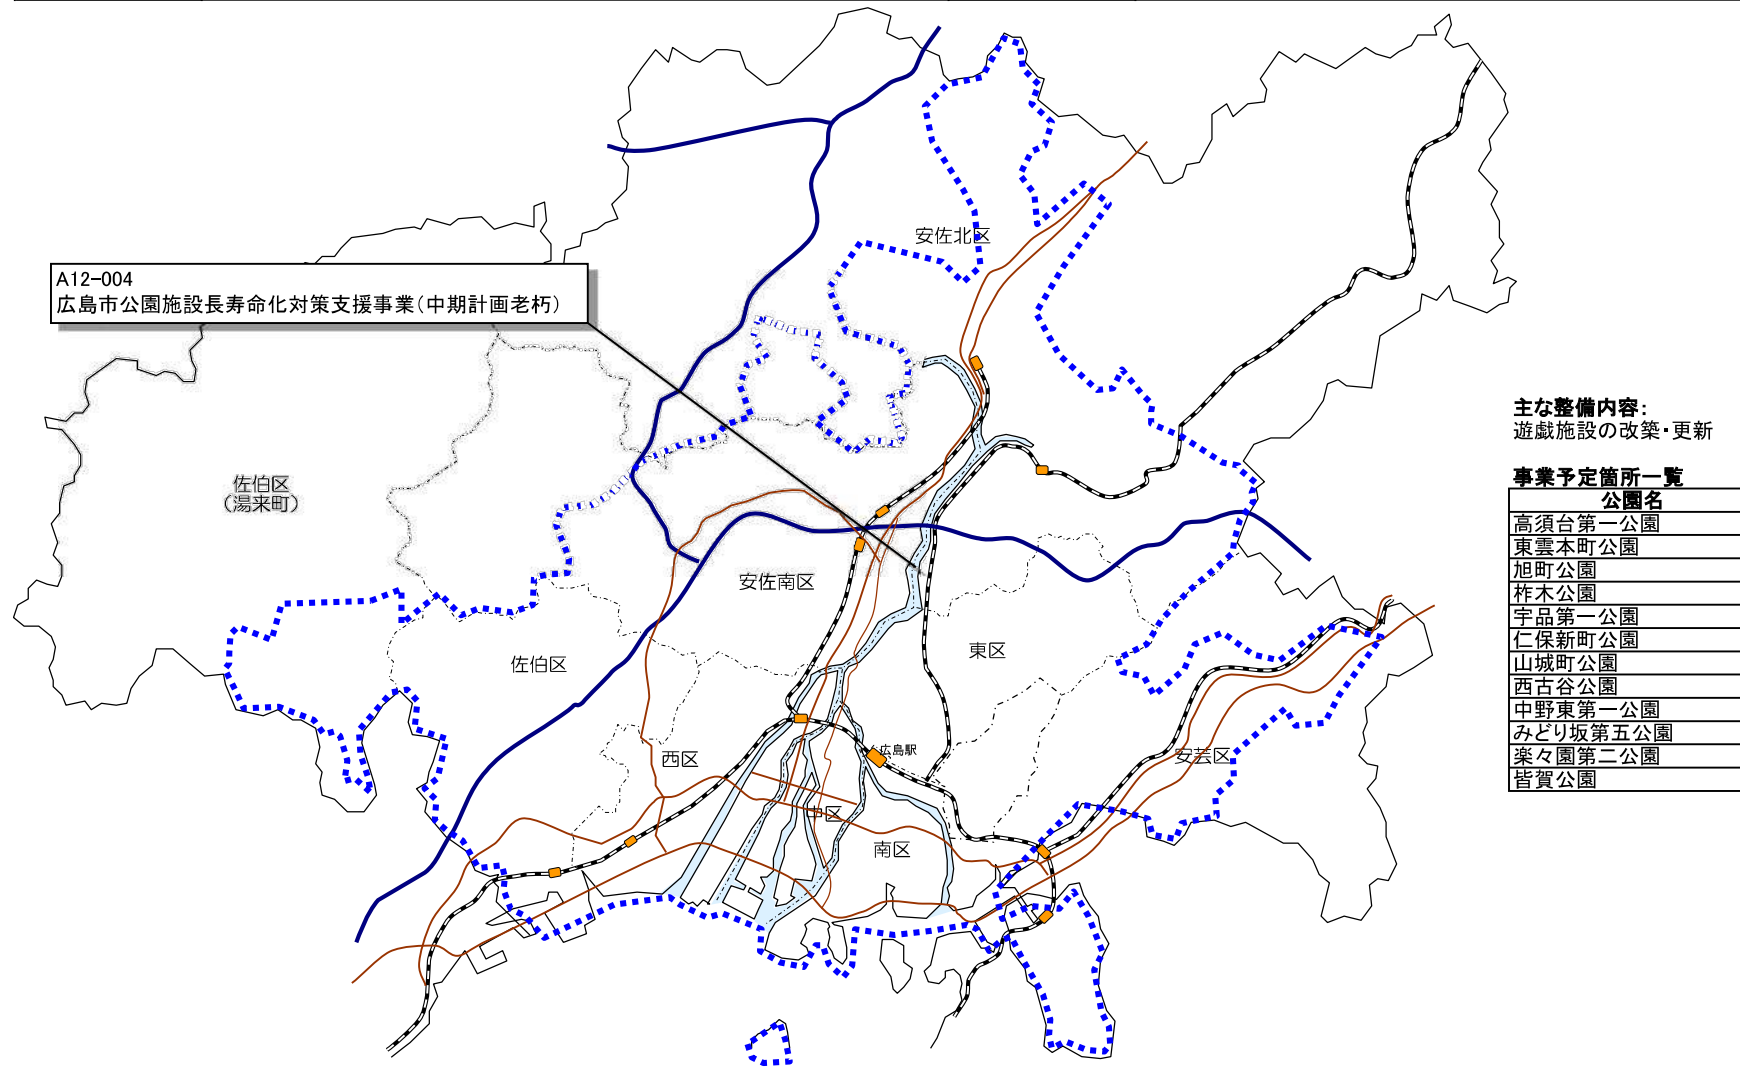 A12-004
広島市公園施設長寿命化対策支援事業（中期計画老朽）
安佐北区
佐伯区
（湯来町）
安佐南区
佐伯区
東区
西区
広島駅
安芸区
中区
南区
主な整備内容：
遊戯施設の改築・更新
事業予定箇所一覧
公園名
高須台第一公園
東雲本町公園
旭町公園
柞木公園
宇品第一公園
仁保新町公園
山城町公園
西古谷公園
中野東第一公園
みどり坂第五公園
楽々園第二公園
皆賀公園